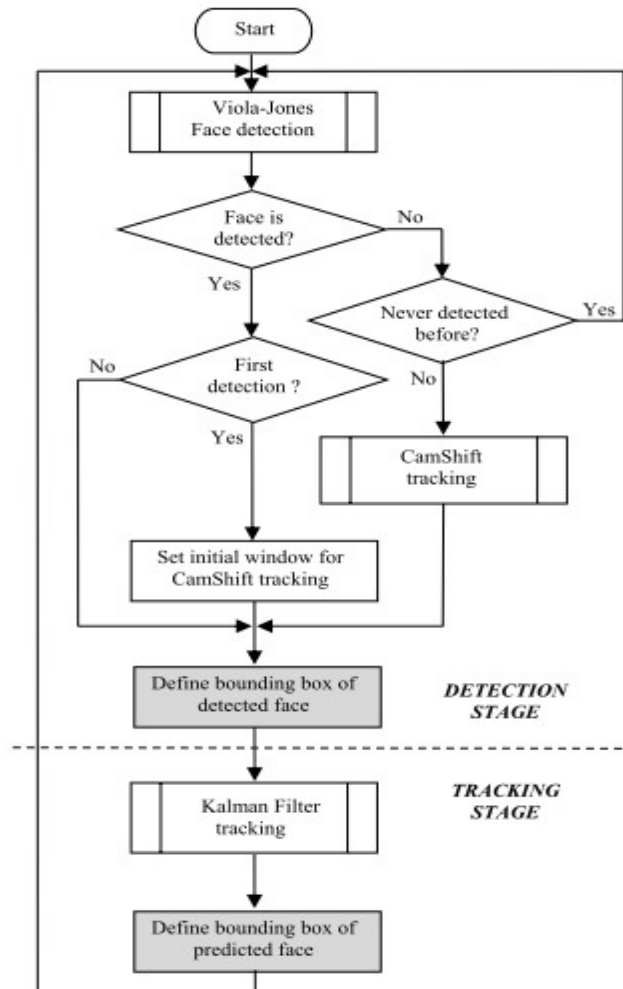 Start
Viola-Jones
Face detection
Face is
detected?
No
Yes
Never detected
before?
Yes
No
First
detection ?
No
Yes
CamShift
tracking
Set initial window for
CamShift tracking
Define bounding box of
detected face
DETECTION
STAGE
TRACKING
STAGE
Kalman Filter
tracking
Define bounding box of
predicted face